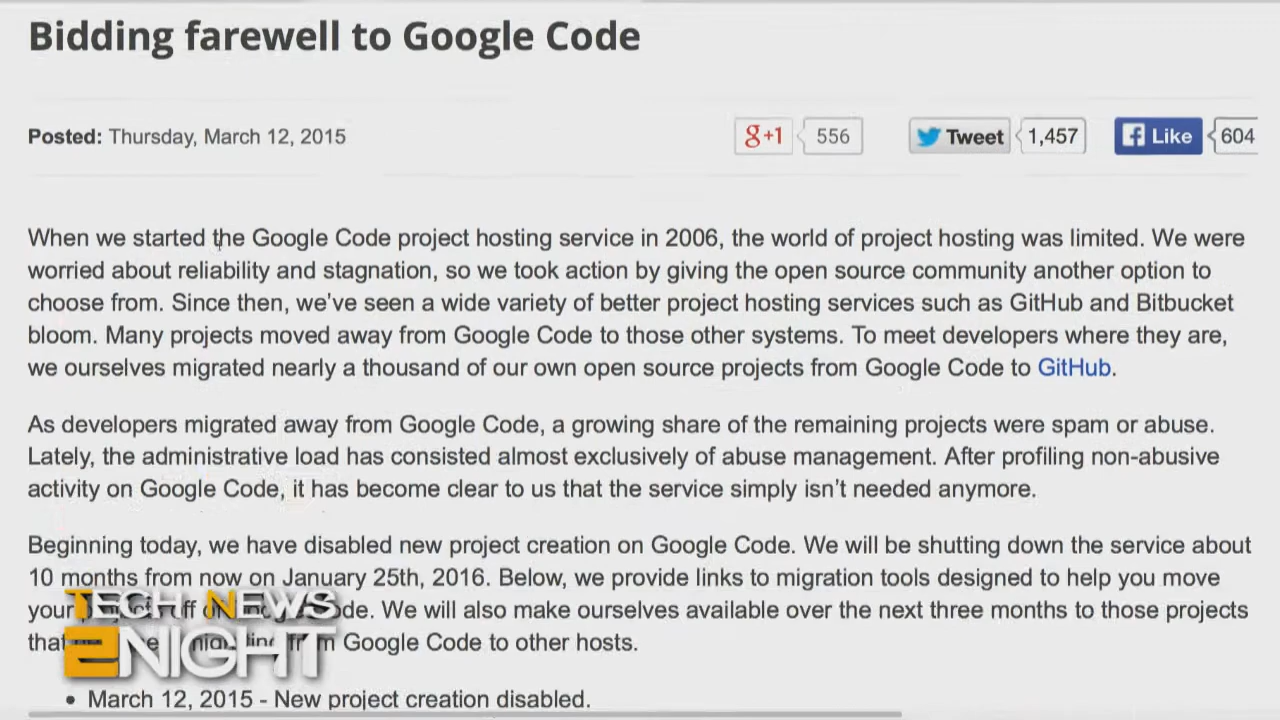 Bidding farewell to Google Code
Posted: Thursday, March 12, 2015
g+1 556 Tweet 1,457 Like 604
When we started the Google Code project hosting service in 2006, the world of project hosting was limited. We were
worried about reliability and stagnation, so we took action by giving the open source community another option to
choose from. Since then, we've seen a wide variety of better project hosting services such as GitHub and Bitbucket
bloom. Many projects moved away from Google Code to those other systems. To meet developers where they are,
we ourselves migrated nearly a thousand of our own open source projects from Google Code to GitHub.
As developers migrated away from Google Code, a growing share of the remaining projects were spam or abuse.
Lately, the administrative load has consisted almost exclusively of abuse management. After profiling non-abusive
activity on Google Code, it has become clear to us that the service simply isn't needed anymore.
Beginning today, we have disabled new project creation on Google Code. We will be shutting down the service about
10 months from now on January 25th, 2016. Below, we provide links to migration tools designed to help you move
your off Code. We will also make ourselves available over the next three months to those projects
that from Google Code to other hosts.
TECH NEWS
2NIGHT
• March 12, 2015 - New project creation disabled.